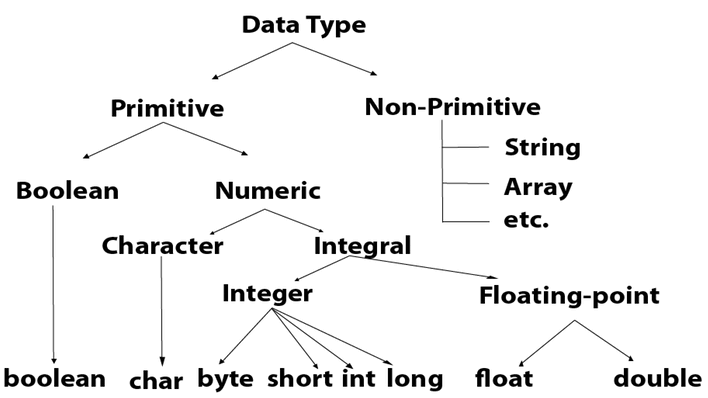 Data Type
Primitive
Non-Primitive
String
Array
etc.
Boolean
Numeric
Character
Integral
Integer
Floating-point
boolean
char
byte
short
int
long
float
double